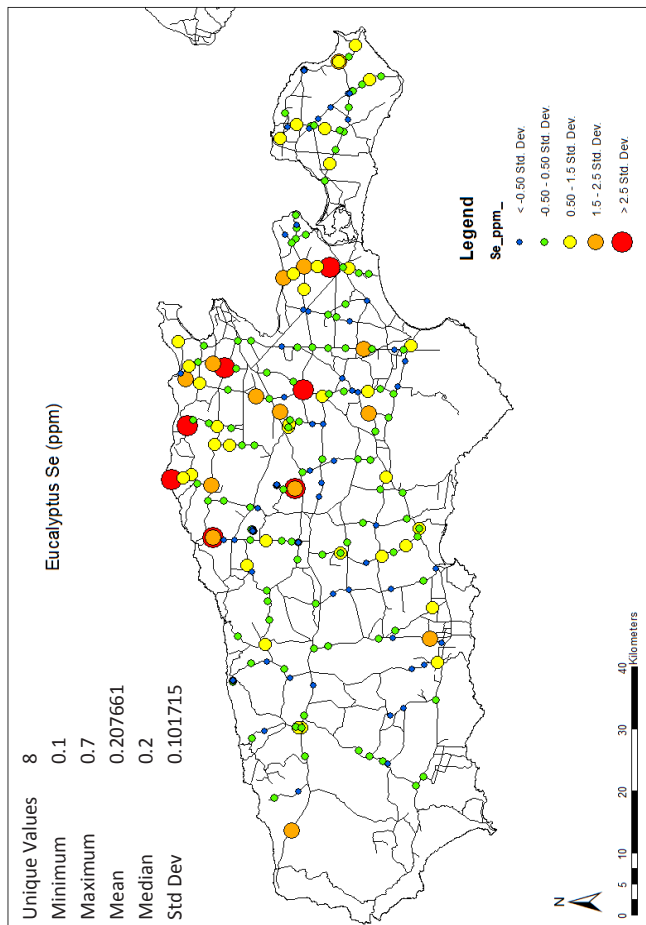 Eucalyptus Se (ppm)
Unique Values 8
Minimum 0.1
Maximum 0.7
Mean 0.207661
Median 0.2
Std Dev 0.101715
Legend
Se_ppm_
< -0.50 Std. Dev.
-0.50 - 0.50 Std. Dev.
0.50 - 1.5 Std. Dev.
1.5 - 2.5 Std. Dev.
> 2.5 Std. Dev.
N
0 5 10 20 30 40
Kilometers